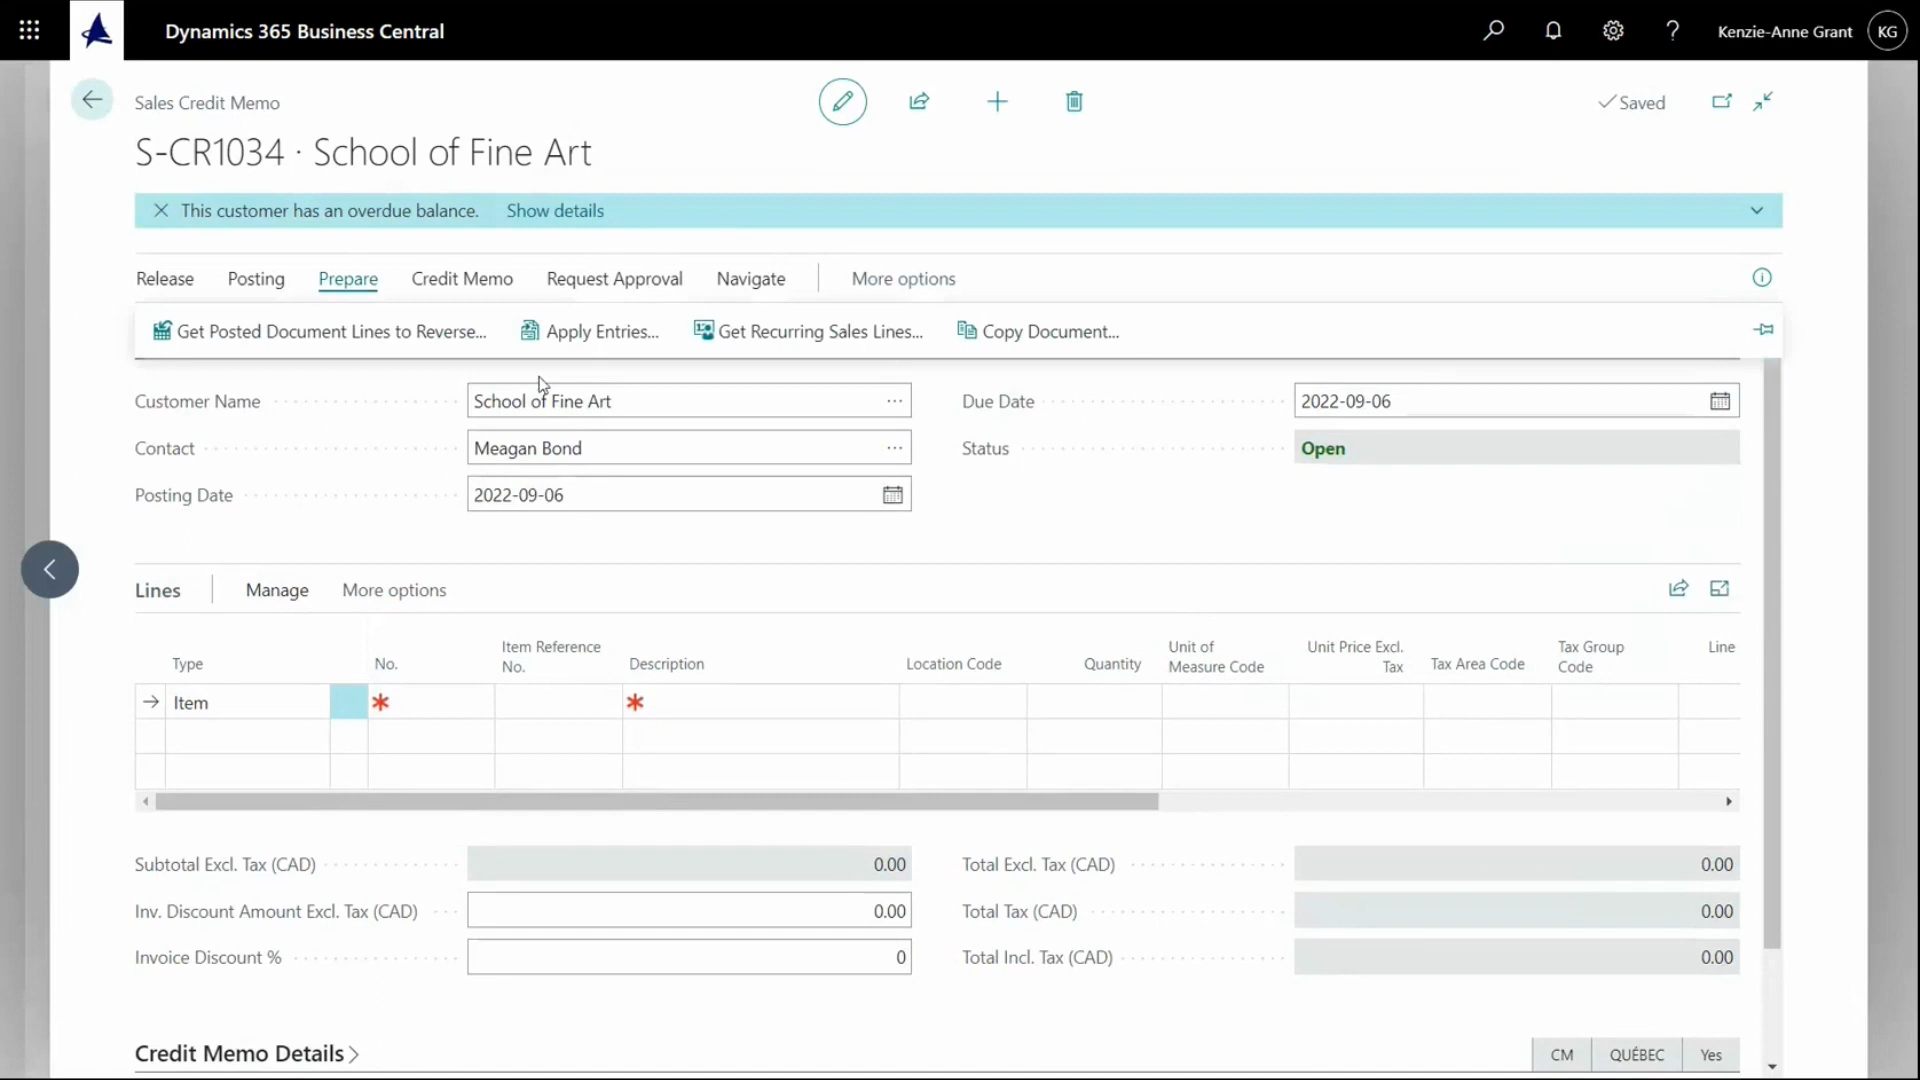 Dynamics 365 Business Central
Kenzie-Anne Grant KG
Sales Credit Memo
Saved
S-CR1034 · School of Fine Art
This customer has an overdue balance. Show details
Release Posting Prepare Credit Memo Request Approval Navigate More options
Get Posted Document Lines to Reverse... Apply Entries... Get Recurring Sales Lines... Copy Document...
Customer Name School of Fine Art Due Date 2022-09-06
Contact Meagan Bond Status Open
Posting Date 2022-09-06
Lines Manage More options
Type No. Item Reference No. Description Location Code Quantity Unit of Measure Code Unit Price Excl. Tax Tax Area Code Tax Group Code Line
Item * *
Subtotal Excl. Tax (CAD) 0.00 Total Excl. Tax (CAD) 0.00
Inv. Discount Amount Excl. Tax (CAD) 0.00 Total Tax (CAD) 0.00
Invoice Discount % 0 Total Incl. Tax (CAD) 0.00
Credit Memo Details CM QUÉBEC Yes